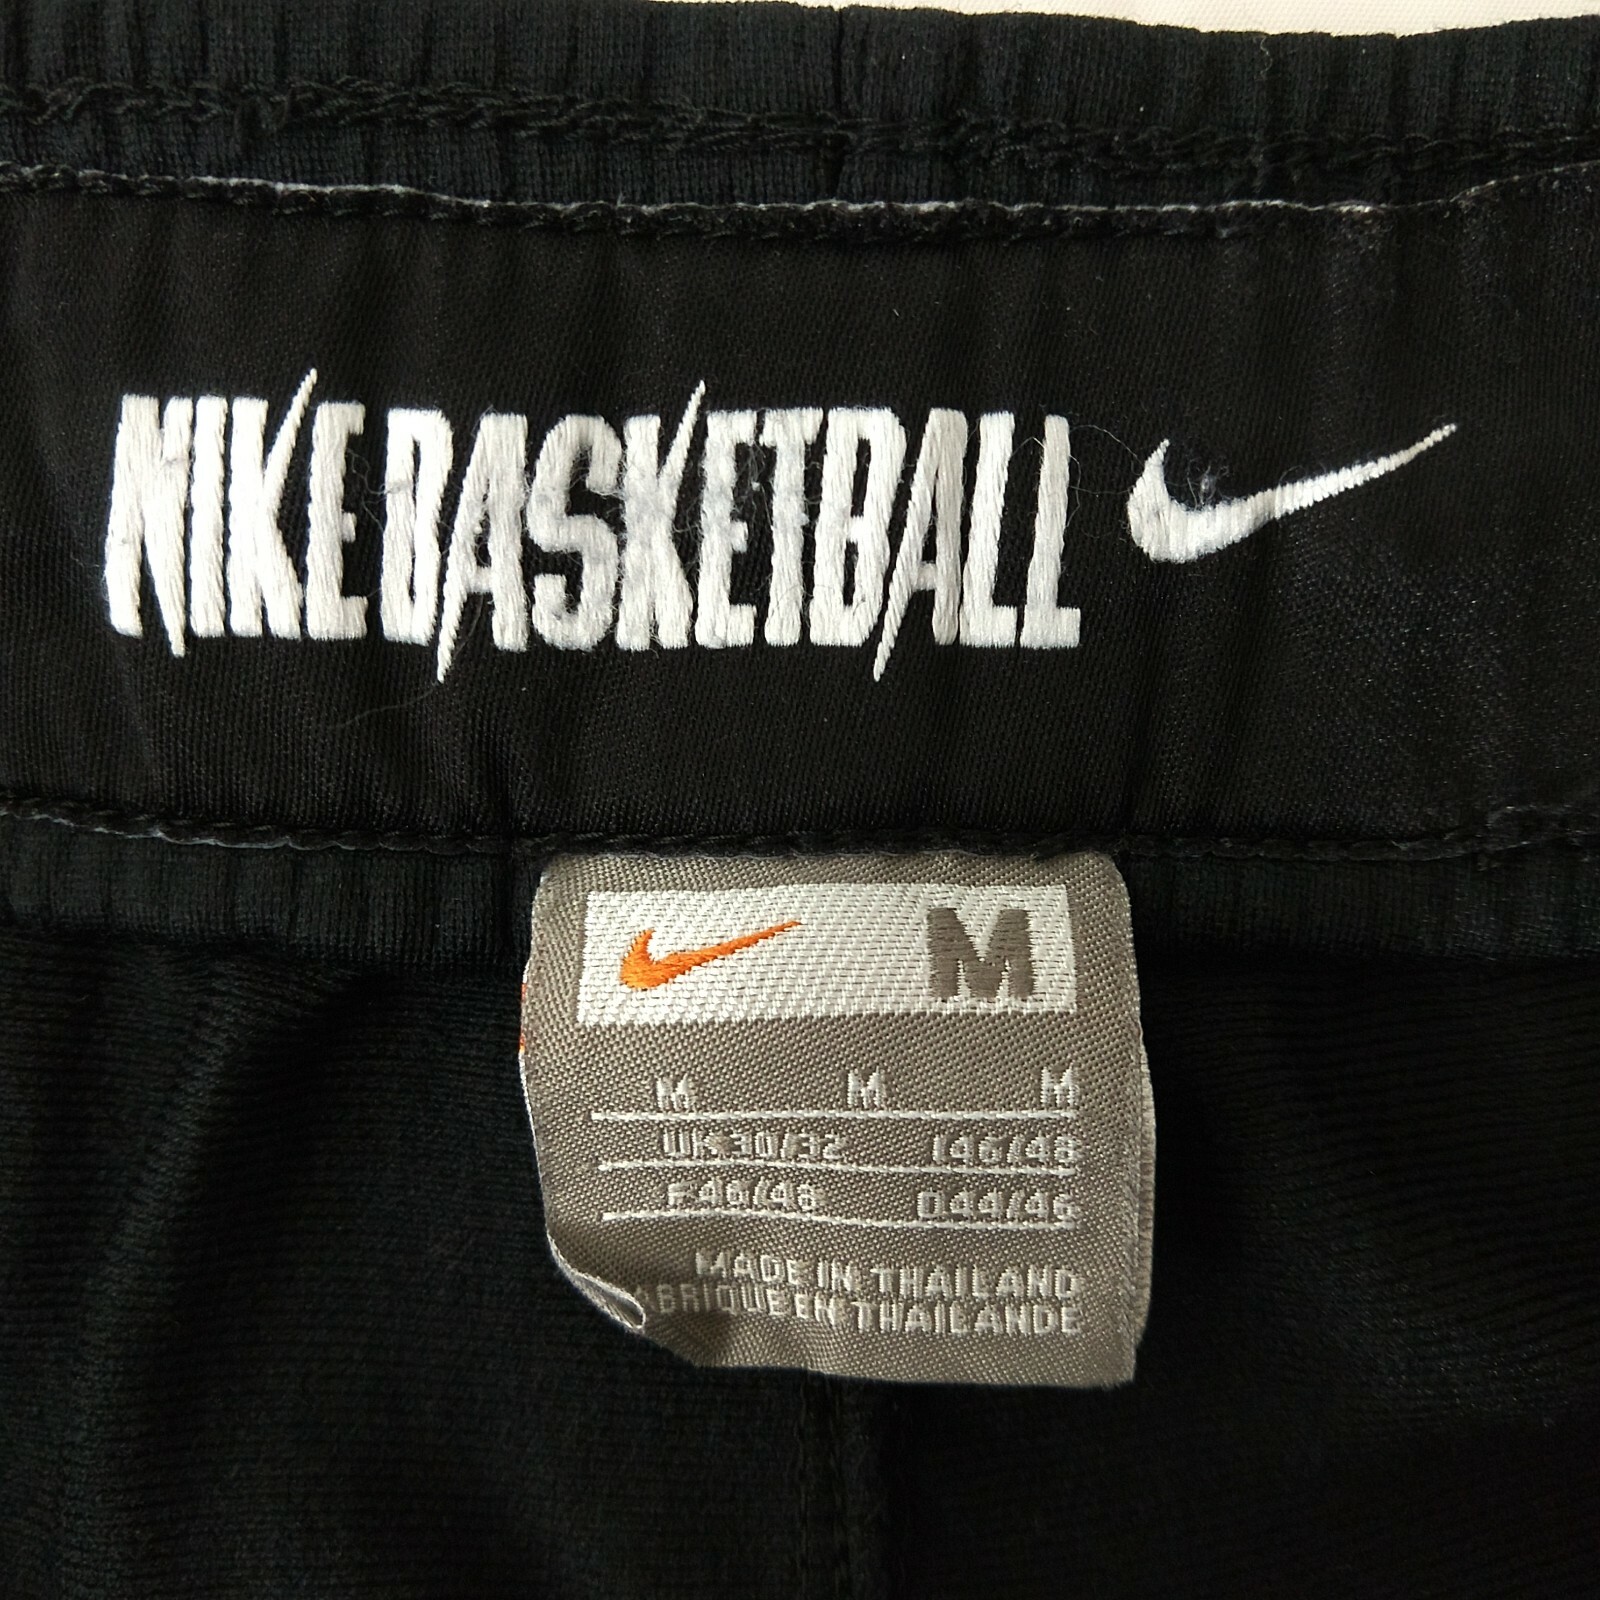 NIKE BASKETBALL
M
M M M
UK 30/32 I 46/48
F 46/48 D 44/46
MADE IN THAILAND
FABRIQUE EN THAILANDE